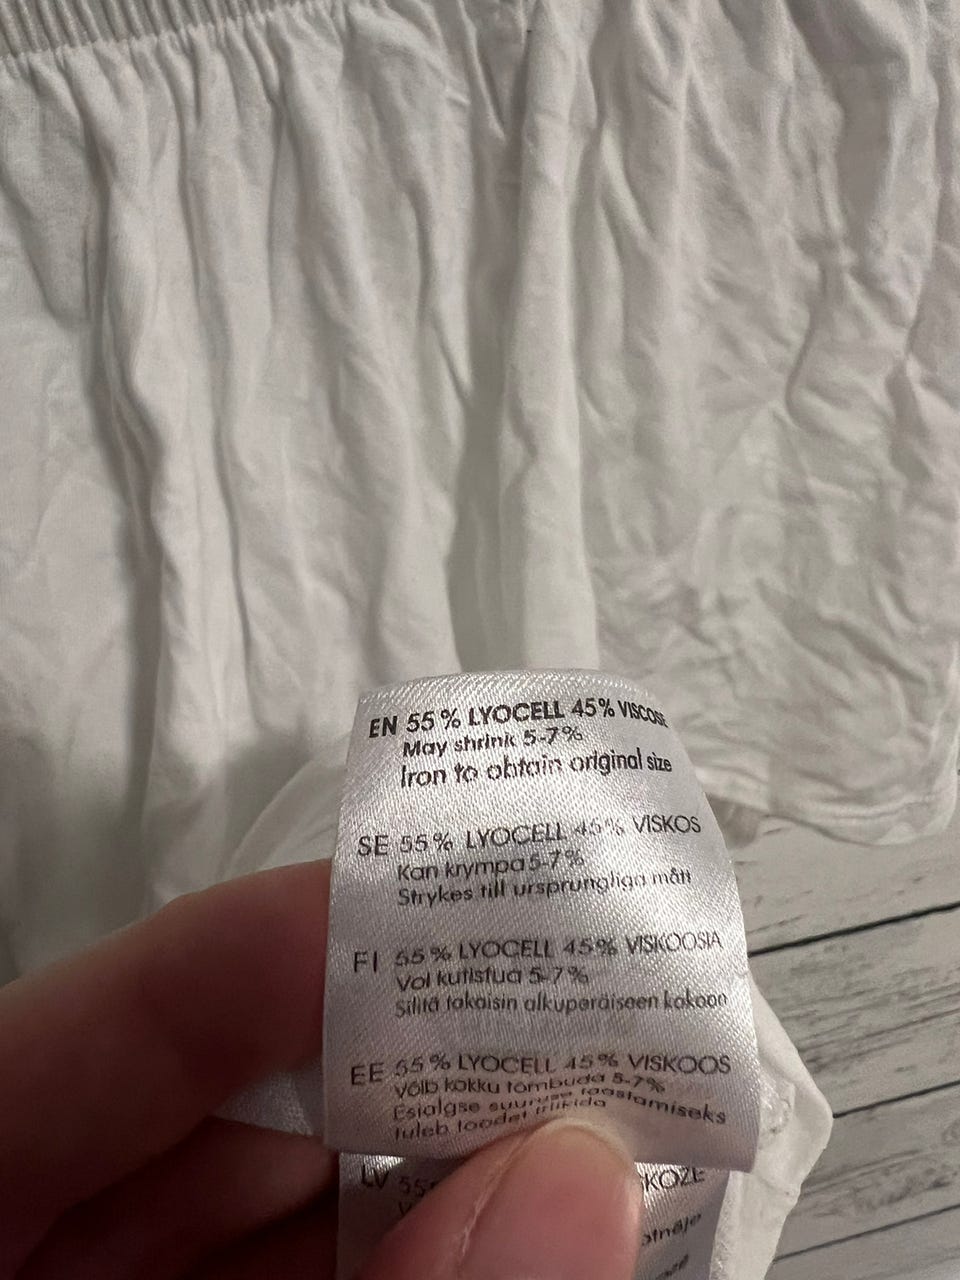 EN 55% LYOCELL 45% VISCOSE
May shrink 5-7%
Iron to obtain original size
SE 55% LYOCELL 45% VISKOS
Kan krympa 5-7%
Strykes till ursprungliga mått
FI 55% LYOCELL 45% VISKOOSIA
Voi kutistua 5-7%
Silitä takaisin alkuperäiseen kokoon
EE 55% LYOCELL 45% VISKOOS
Võib kokku tõmbuda 5-7%
Esialgse suuruse taastamiseks
tuleb toodet triikida
LV 55